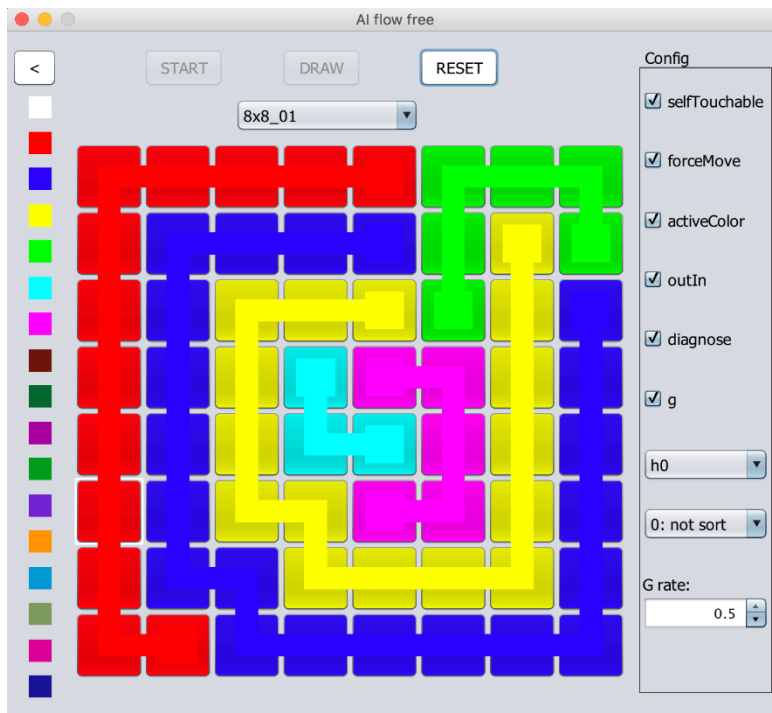 AI flow free
<
START
DRAW
RESET
8x8_01
Config
selfTouchable
forceMove
activeColor
outIn
diagnose
g
h0
0: not sort
G rate:
0.5